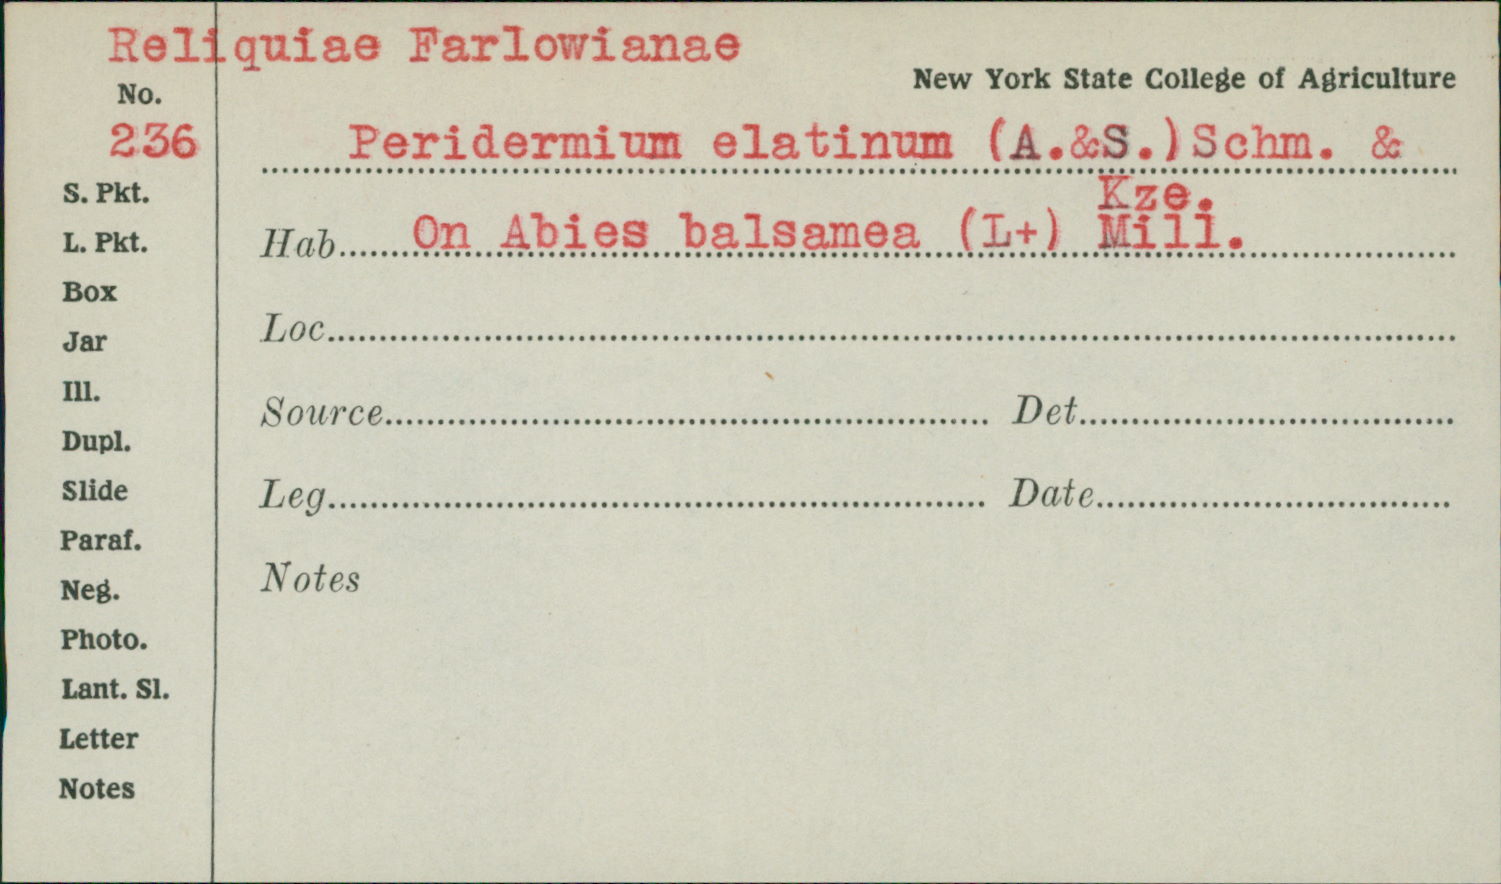 Reliquiae Farlowianae
New York State College of Agriculture
No.
236
Peridermium elatinum (A.&S.)Schm. &
Kze.
S. Pkt.
L. Pkt.
Hab......On Abies balsamea (L+) Mill.
Box
Loc
Jar
Ill.
Source
Det
Dupl.
Slide
Leg
Date
Paraf.
Notes
Neg.
Photo.
Lant. Sl.
Letter
Notes